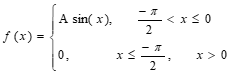 f (x) = { A sin( x), −π/2 < x ≤ 0
0, x ≤ −π/2, x > 0